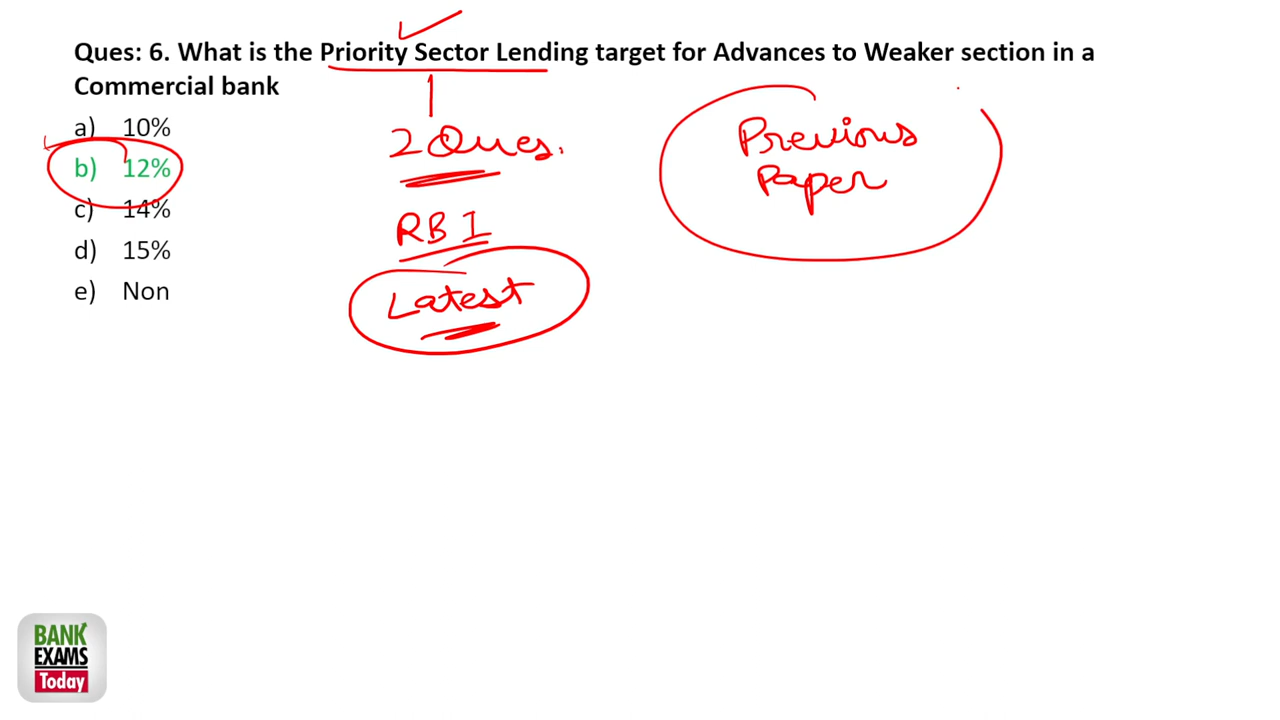 Ques: 6. What is the Priority Sector Lending target for Advances to Weaker section in a
Commercial bank
a) 10%
b) 12%
c) 14%
d) 15%
e) Non
2 Ques.
RBI
Latest
Previous
Paper
BANK
EXAMS
Today